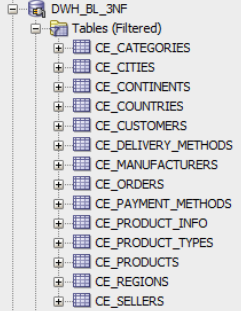 DWH_BL_3NF
Tables (Filtered)
CE_CATEGORIES
CE_CITIES
CE_CONTINENTS
CE_COUNTRIES
CE_CUSTOMERS
CE_DELIVERY_METHODS
CE_MANUFACTURERS
CE_ORDERS
CE_PAYMENT_METHODS
CE_PRODUCT_INFO
CE_PRODUCT_TYPES
CE_PRODUCTS
CE_REGIONS
CE_SELLERS